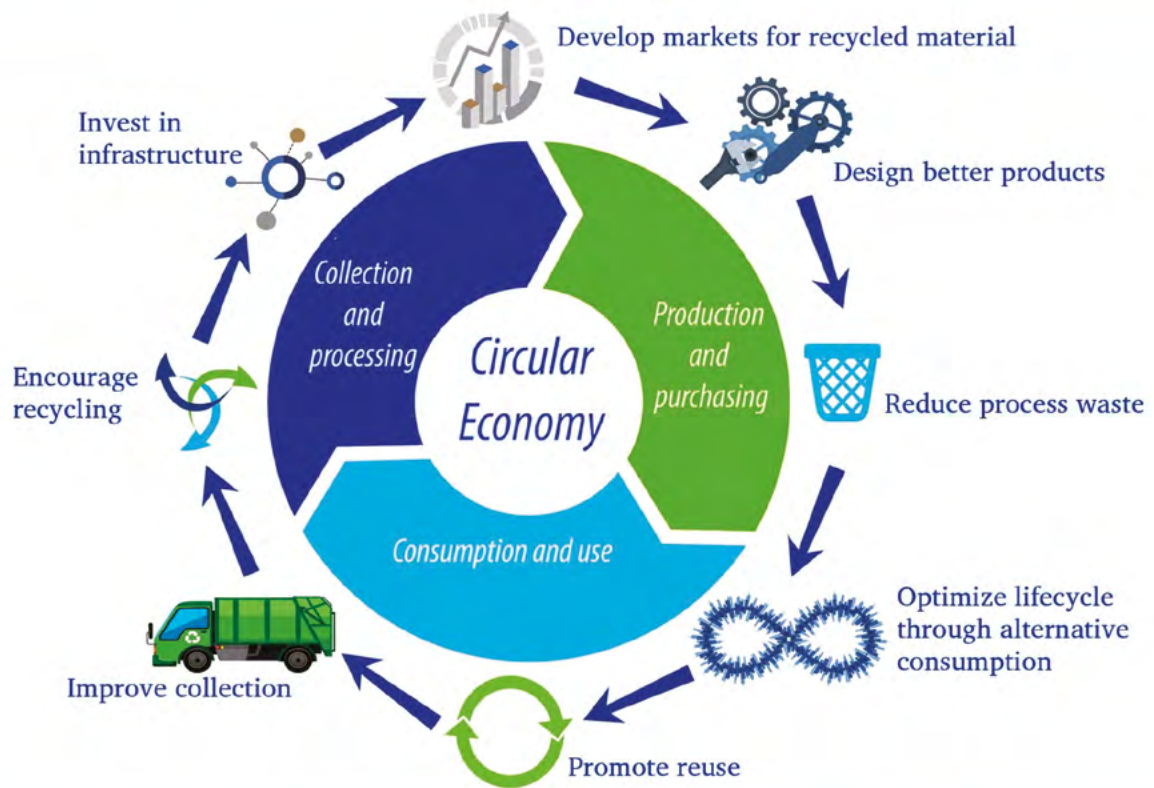 Develop markets for recycled material
Invest in
infrastructure
Design better products
Collection
and
processing
Production
and
purchasing
Circular
Economy
Encourage
recycling
Reduce process waste
Consumption and use
Optimize lifecycle
through alternative
consumption
Improve collection
Promote reuse